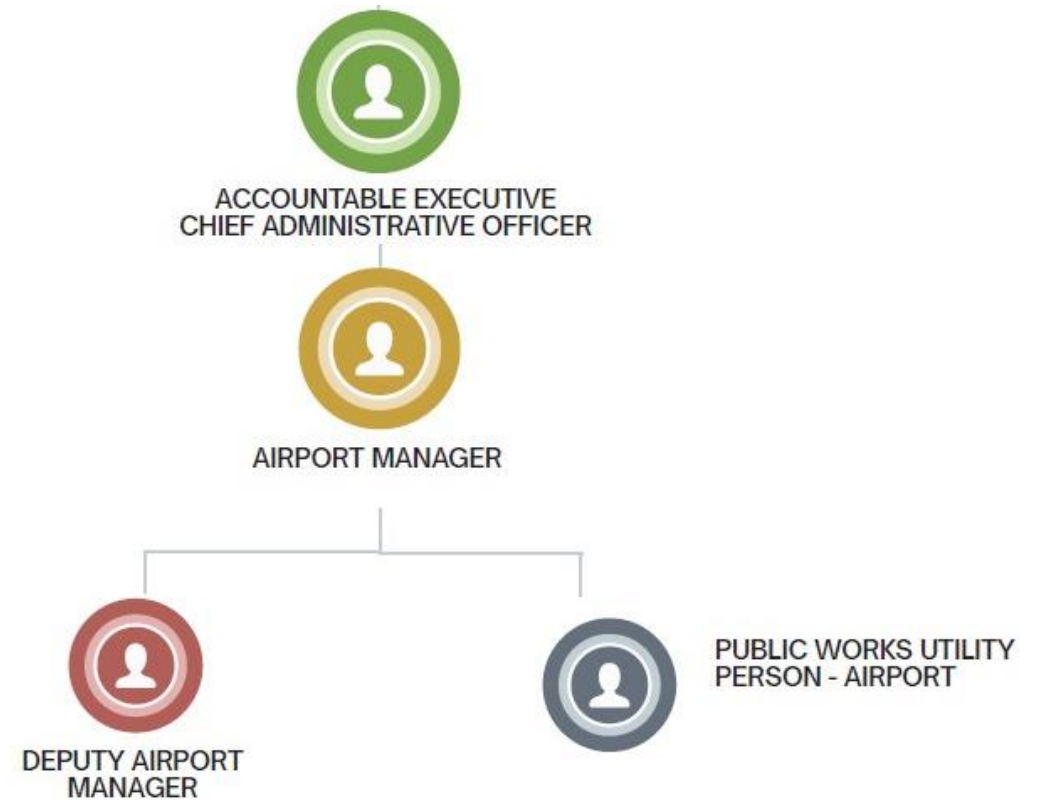 ACCOUNTABLE EXECUTIVE
CHIEF ADMINISTRATIVE OFFICER
AIRPORT MANAGER
DEPUTY AIRPORT
MANAGER
PUBLIC WORKS UTILITY
PERSON - AIRPORT